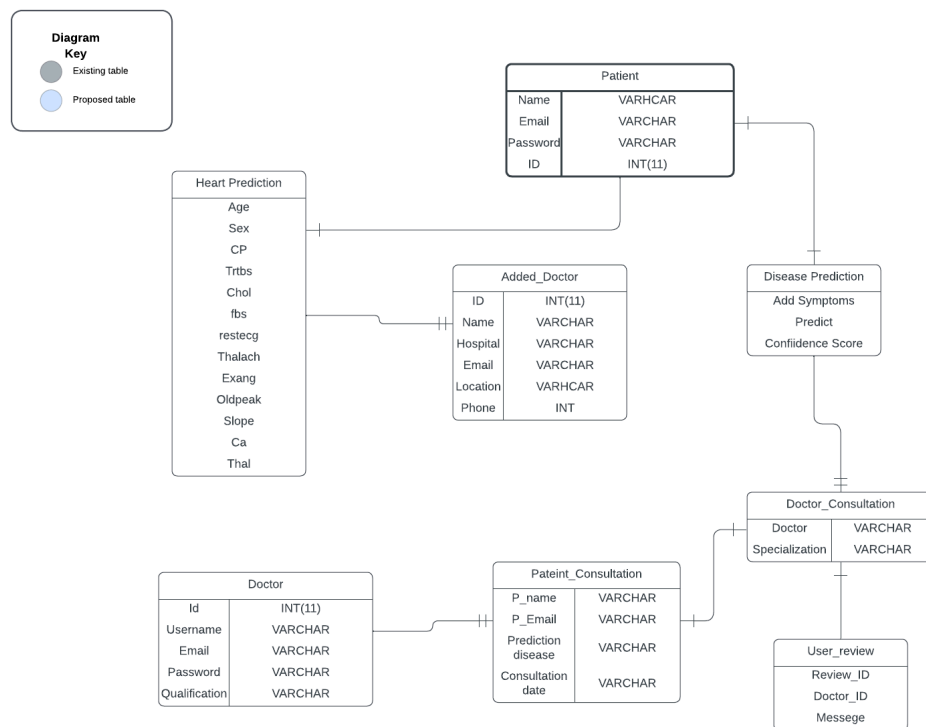 Diagram
Key
Existing table
Proposed table
Patient
Name VARHCAR
Email VARCHAR
Password VARCHAR
ID INT(11)
Heart Prediction
Age
Sex
CP
Trtbs
Chol
fbs
restecg
Thalach
Exang
Oldpeak
Slope
Ca
Thal
Added_Doctor
ID INT(11)
Name VARCHAR
Hospital VARCHAR
Email VARCHAR
Location VARHCAR
Phone INT
Disease Prediction
Add Symptoms
Predict
Confiidence Score
Doctor_Consultation
Doctor VARCHAR
Specialization VARCHAR
Doctor
Id INT(11)
Username VARCHAR
Email VARCHAR
Password VARCHAR
Qualification VARCHAR
Pateint_Consultation
P_name VARCHAR
P_Email VARCHAR
Prediction
disease VARCHAR
Consultation
date VARCHAR
User_review
Review_ID
Doctor_ID
Messege